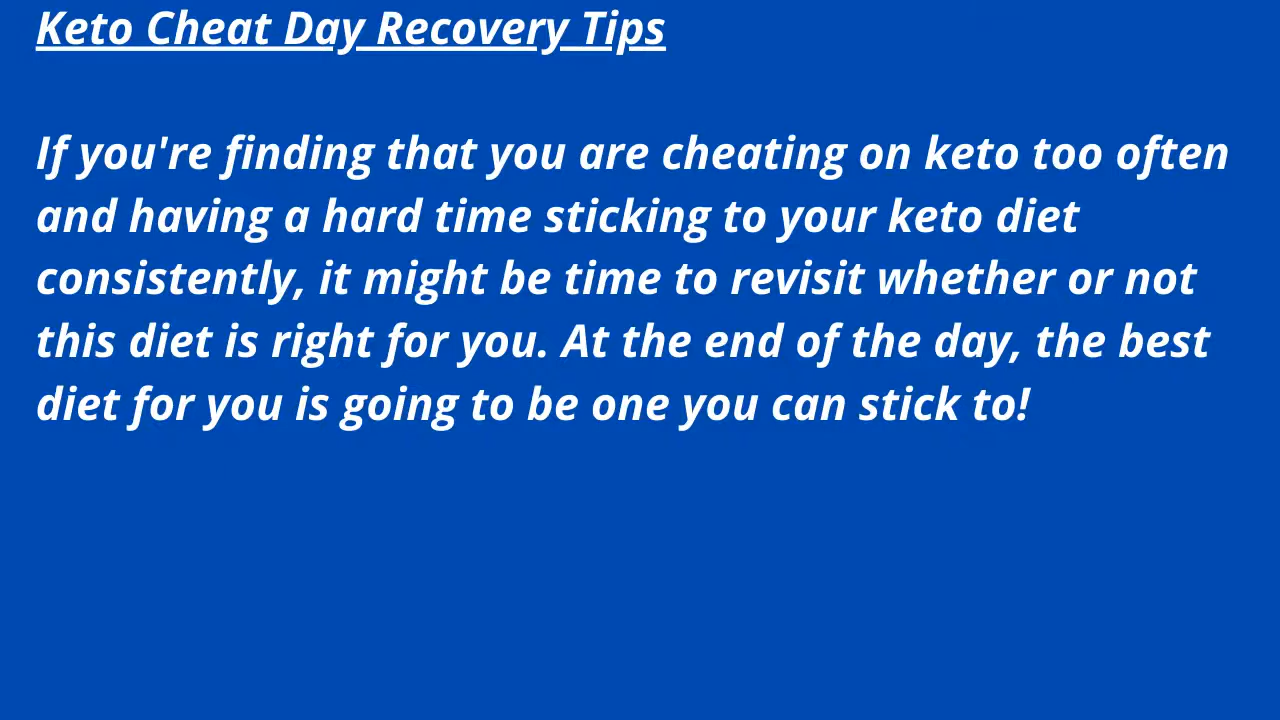 Keto Cheat Day Recovery Tips
If you're finding that you are cheating on keto too often
and having a hard time sticking to your keto diet
consistently, it might be time to revisit whether or not
this diet is right for you. At the end of the day, the best
diet for you is going to be one you can stick to!